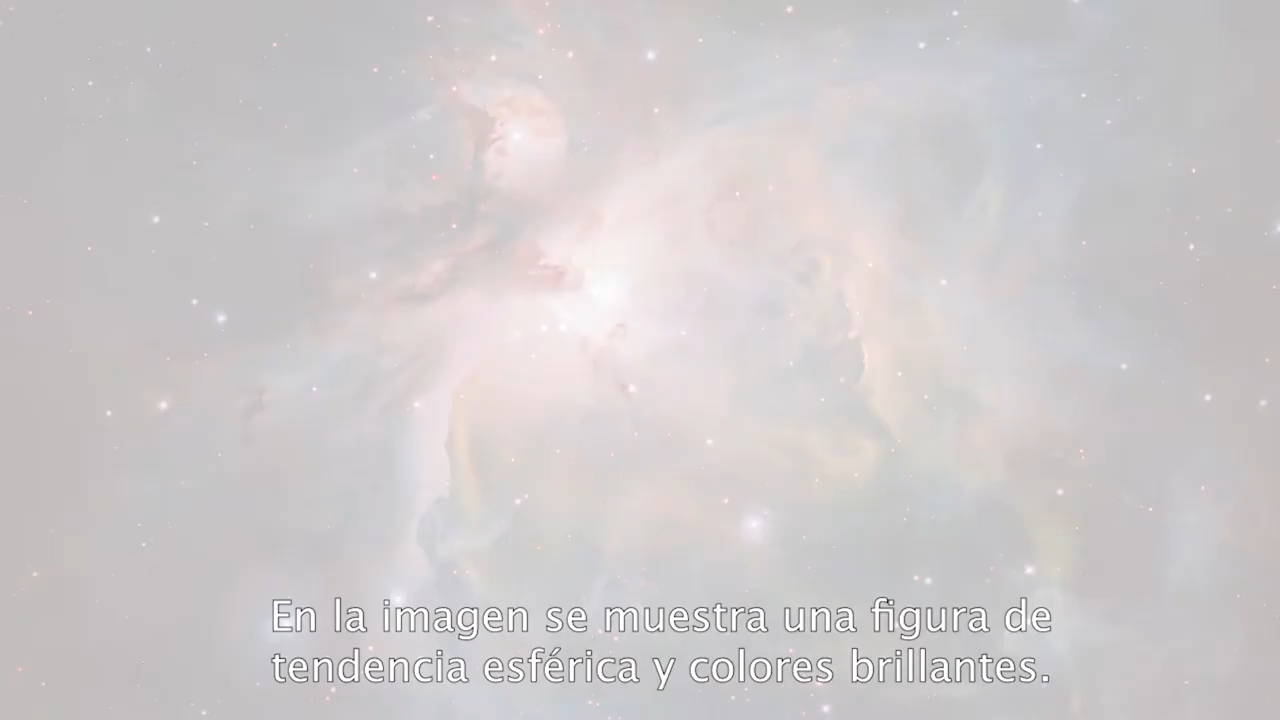 En la imagen se muestra una figura de
tendencia esférica y colores brillantes.